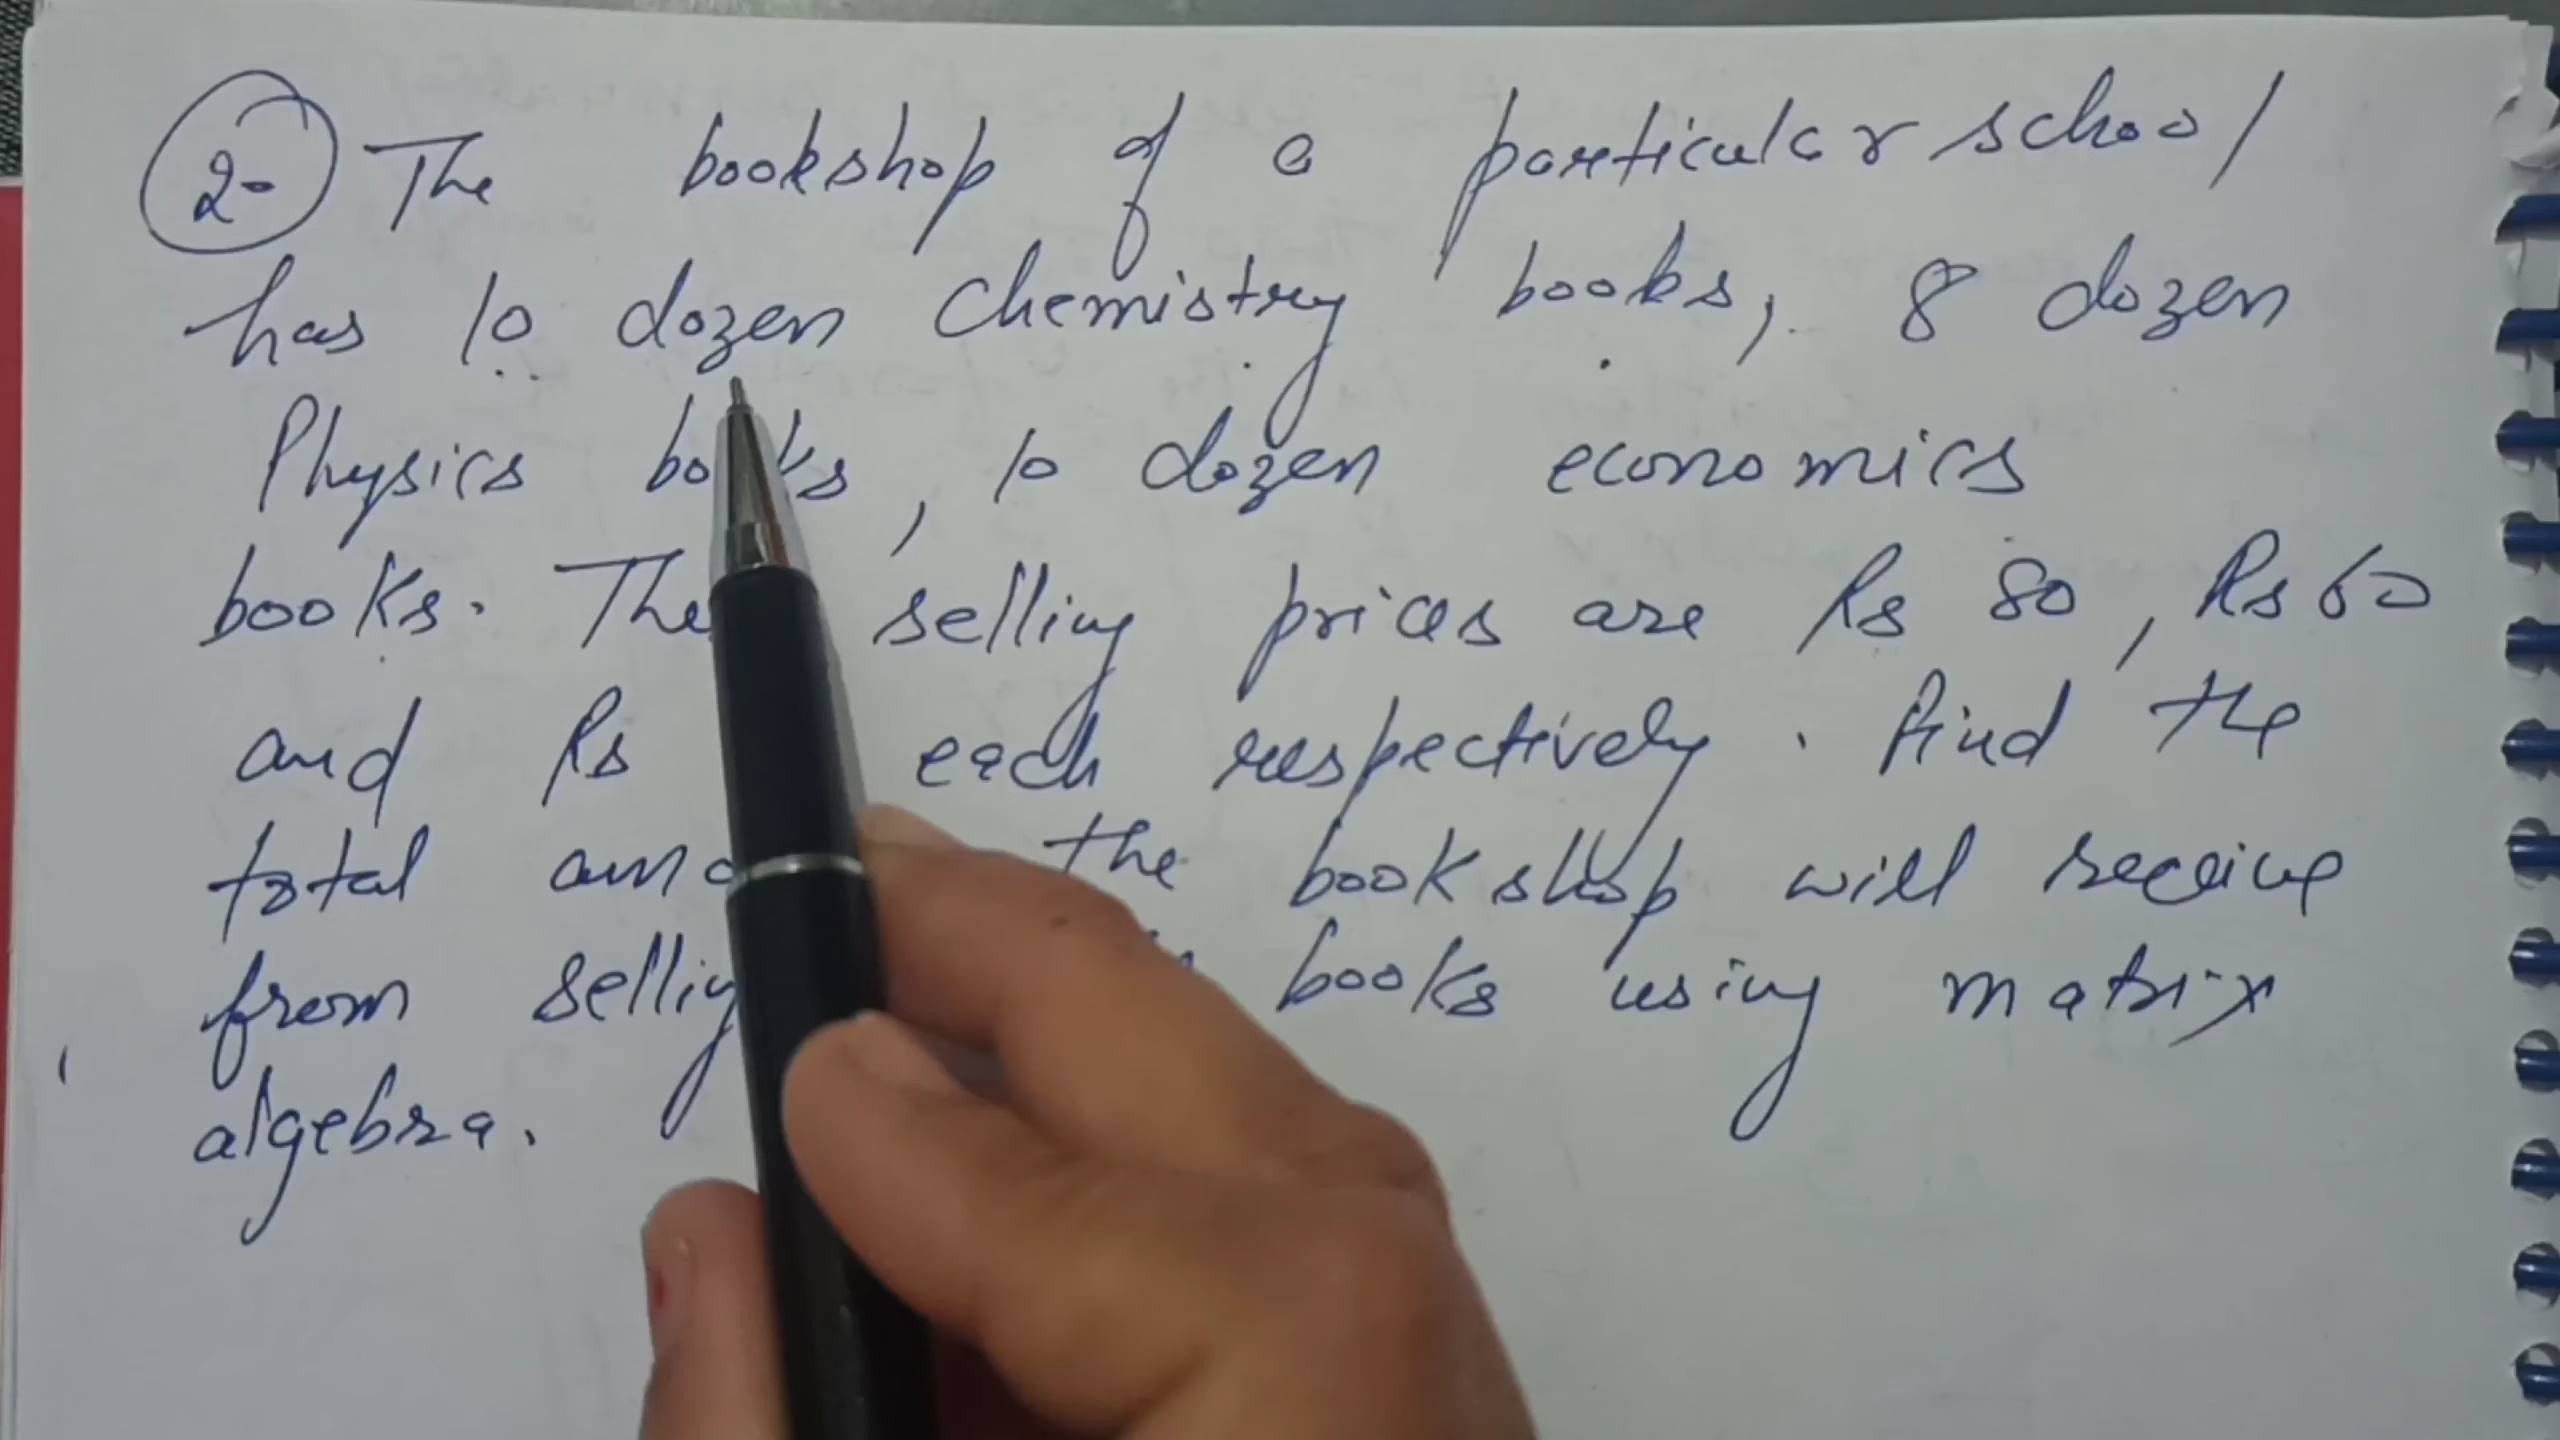 2- The bookshop of a particular school
has 10 dozen Chemistry books, 8 dozen
Physics books, 10 dozen economics
books. selling prices are Rs 80, Rs 60
and Rs each respectively. Find the
total the bookshop will receive
from books using matrix
algebra.